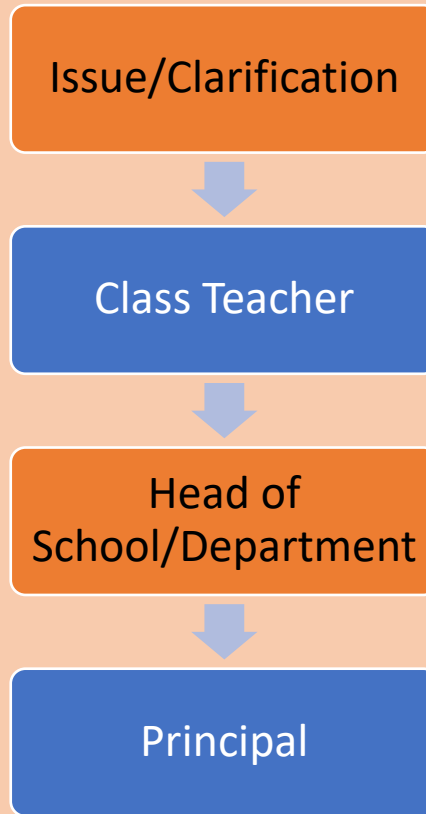 Issue/Clarification
Class Teacher
Head of
School/Department
Principal